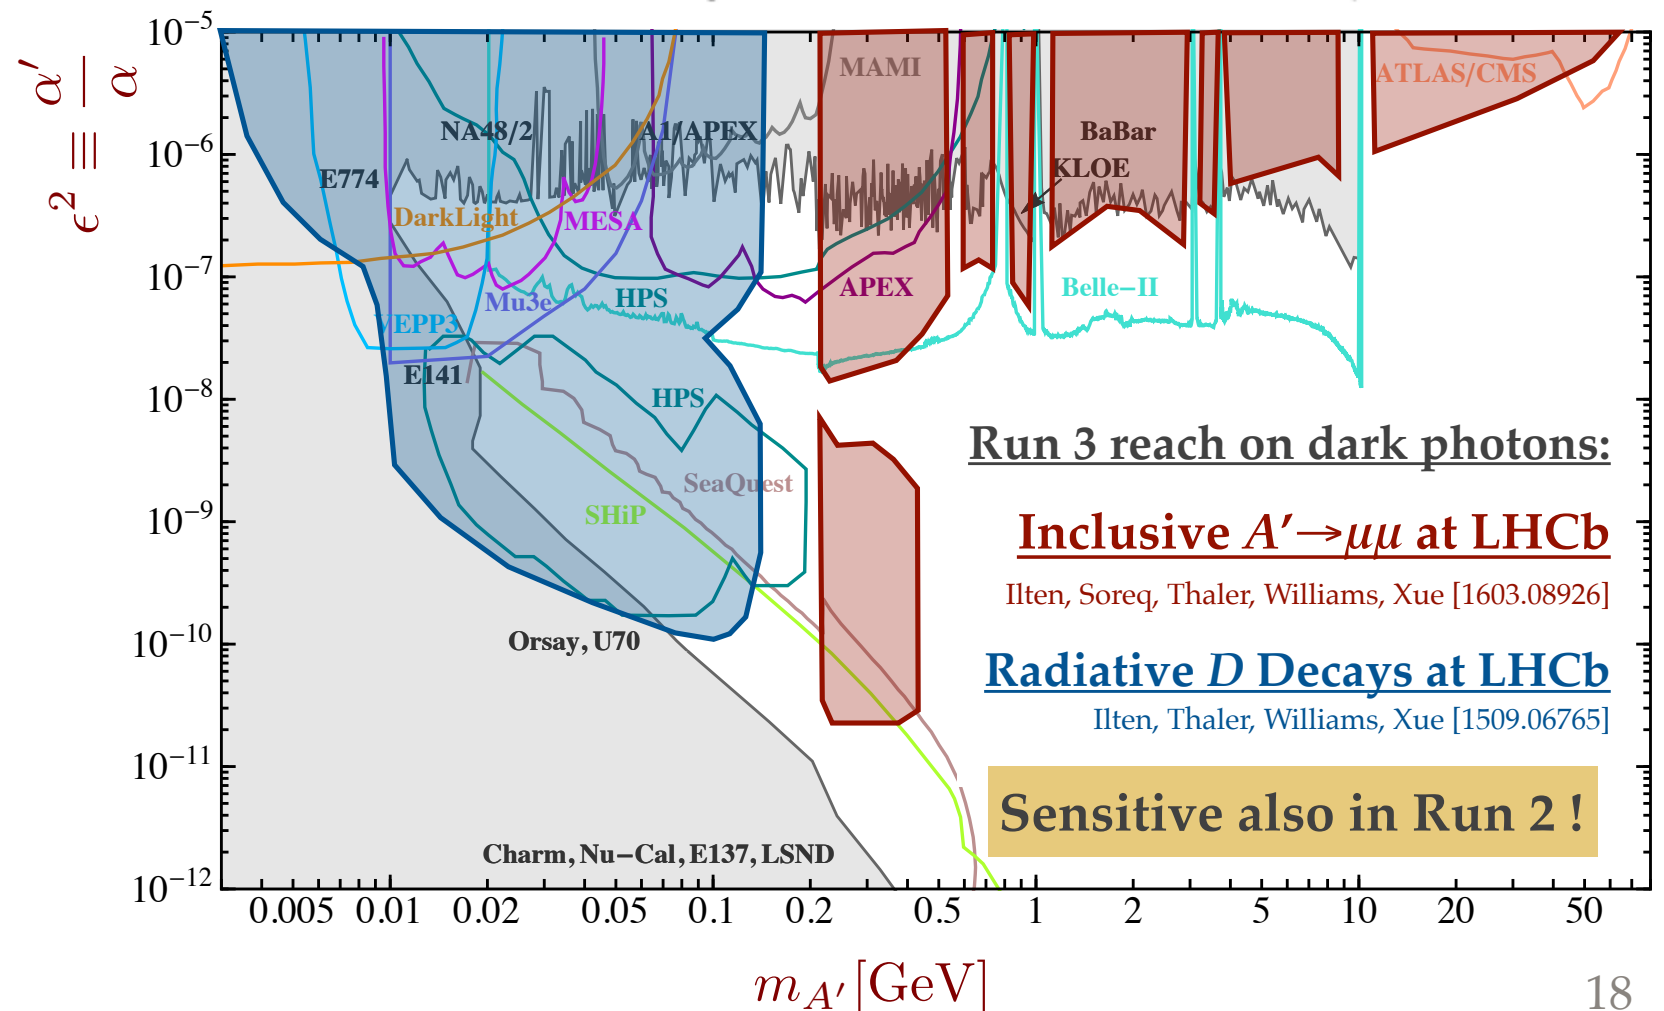 ϵ² ≡ α′/α
10⁻⁵
10⁻⁶
10⁻⁷
10⁻⁸
10⁻⁹
10⁻¹⁰
10⁻¹¹
10⁻¹²
MAMI
ATLAS/CMS
NA48/2
A1/APEX
BaBar
KLOE
E774
DarkLight
MESA
APEX
Belle−II
Mu3e
HPS
VEPP3
E141
HPS
SeaQuest
SHiP
Orsay, U70
Charm, Nu−Cal, E137, LSND
Run 3 reach on dark photons:
Inclusive A′→μμ at LHCb
Ilten, Soreq, Thaler, Williams, Xue [1603.08926]
Radiative D Decays at LHCb
Ilten, Thaler, Williams, Xue [1509.06765]
Sensitive also in Run 2 !
0.005 0.01 0.02 0.05 0.1 0.2 0.5 1 2 5 10 20 50
m_A′ [GeV]
18